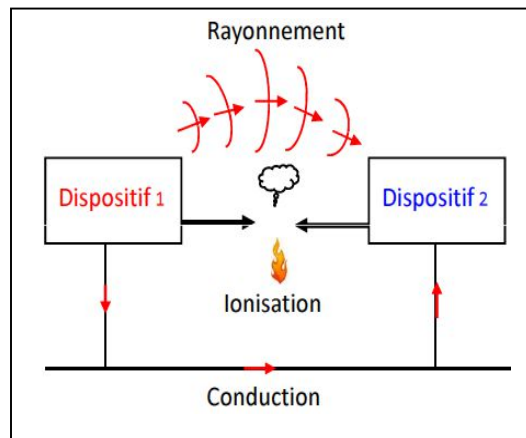 Rayonnement
Dispositif 1
Dispositif 2
Ionisation
Conduction